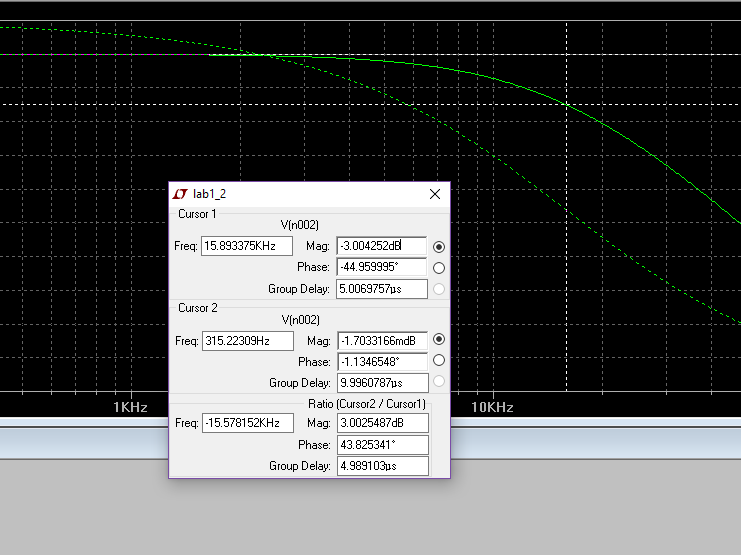 lab1_2
Cursor 1
V(n002)
Freq: 15.893375KHz Mag: -3.004252dB
Phase: -44.959995°
Group Delay: 5.0069757µs
Cursor 2
V(n002)
Freq: 315.22309Hz Mag: -1.7033166mdB
Phase: -1.1346548°
Group Delay: 9.9960787µs
Ratio (Cursor2 / Cursor1)
Freq: -15.578152KHz Mag: 3.0025487dB
Phase: 43.825341°
Group Delay: 4.989103µs
1KHz 10KHz